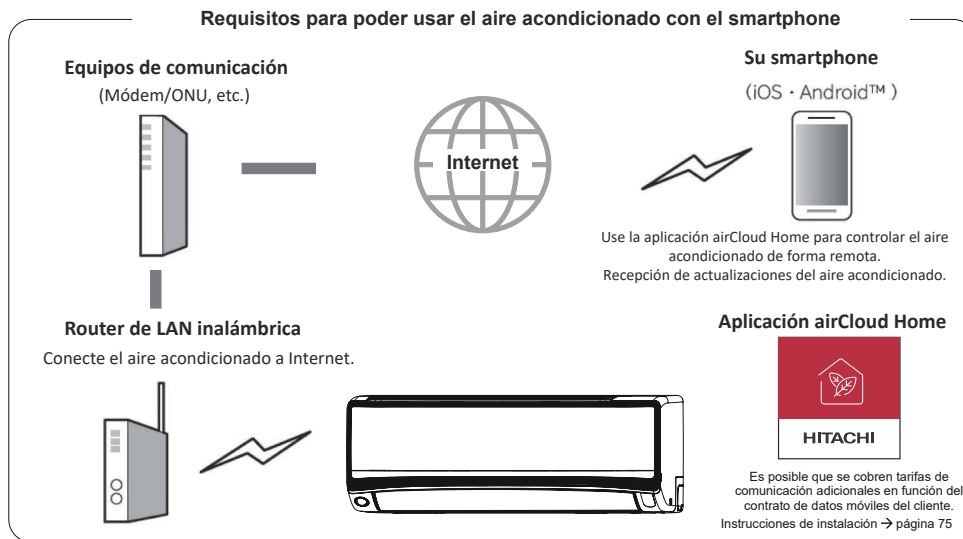 Requisitos para poder usar el aire acondicionado con el smartphone
Equipos de comunicación
(Módem/ONU, etc.)
Internet
Su smartphone
(iOS・Android™ )
Use la aplicación airCloud Home para controlar el aire
acondicionado de forma remota.
Recepción de actualizaciones del aire acondicionado.
Router de LAN inalámbrica
Conecte el aire acondicionado a Internet.
Aplicación airCloud Home
HITACHI
Es posible que se cobren tarifas de
comunicación adicionales en función del
contrato de datos móviles del cliente.
Instrucciones de instalación → página 75